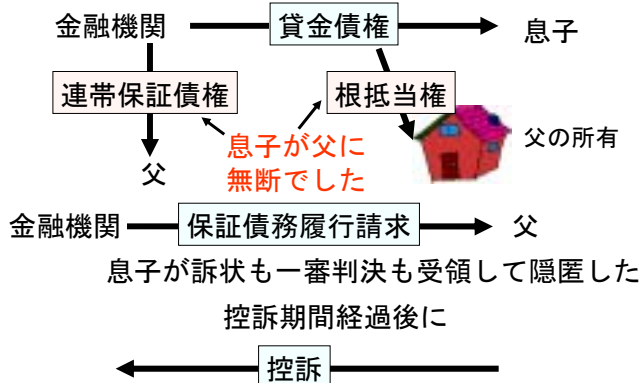 金融機関 貸金債権 息子
連帯保証債権 根抵当権
息子が父に 父の所有
無断でした
父
金融機関 保証債務履行請求 父
息子が訴状も一審判決も受領して隠匿した
控訴期間経過後に
控訴